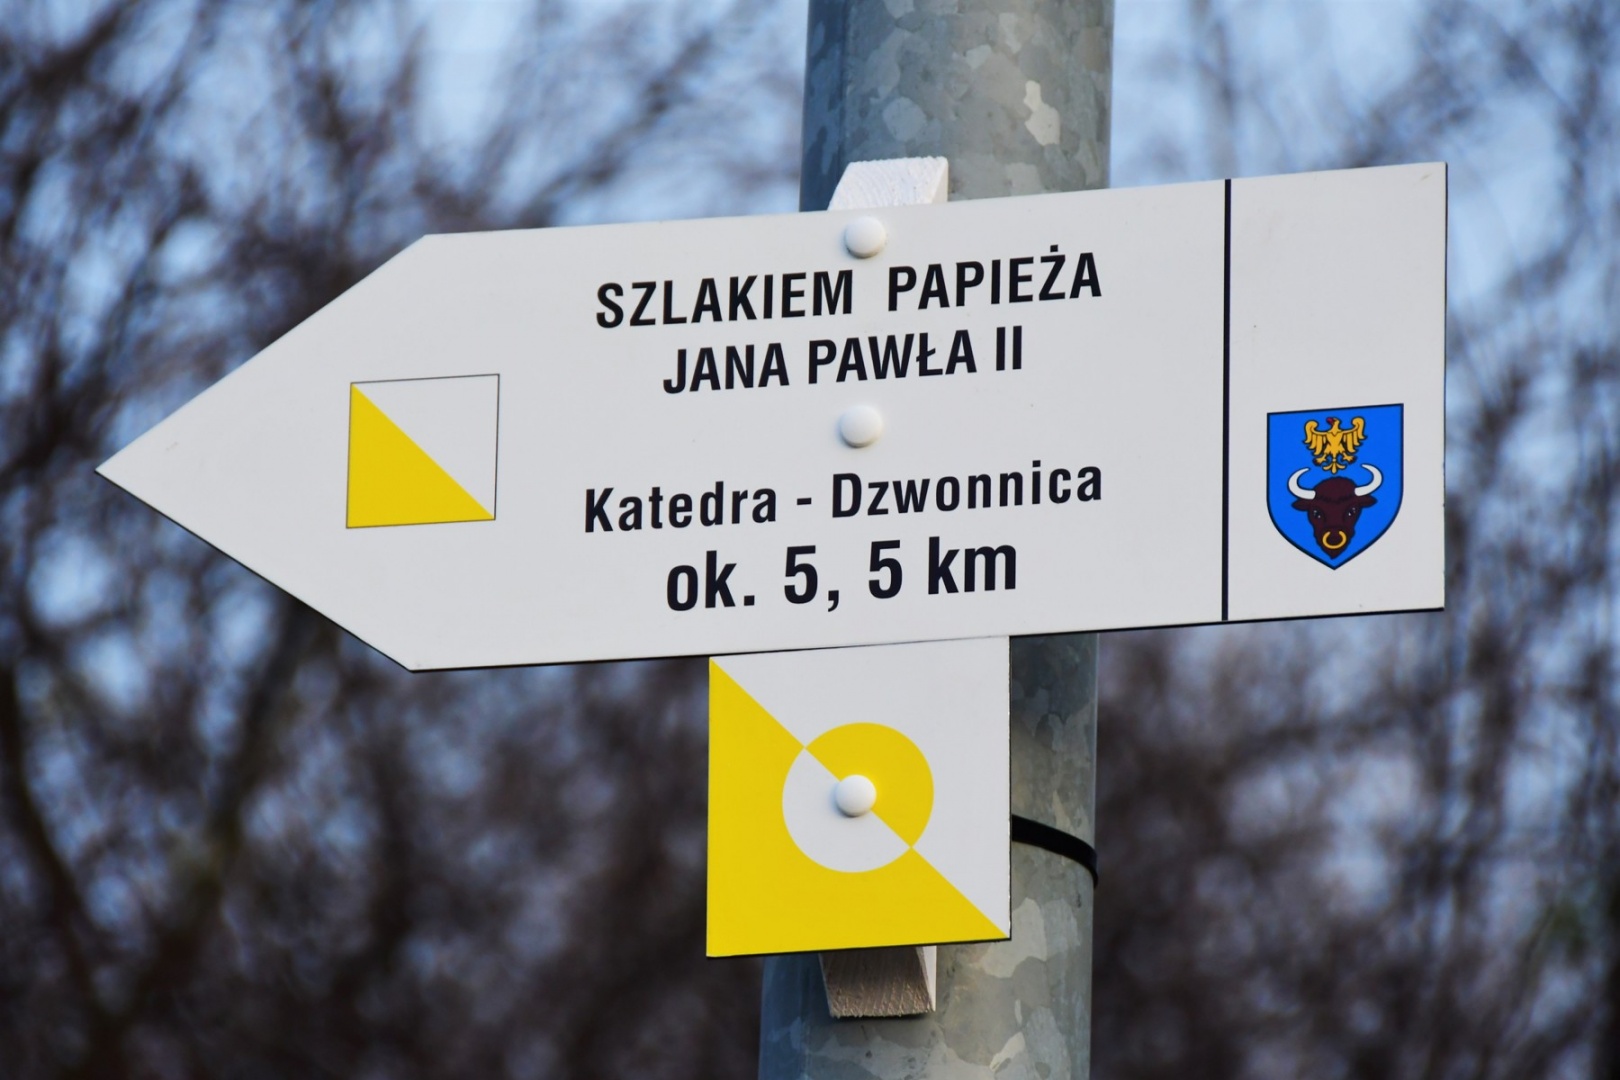 SZLAKIEM PAPIEŻA
JANA PAWŁA II
Katedra - Dzwonnica
ok. 5, 5 km